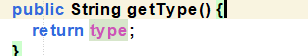 public String getType() {
return type;
}